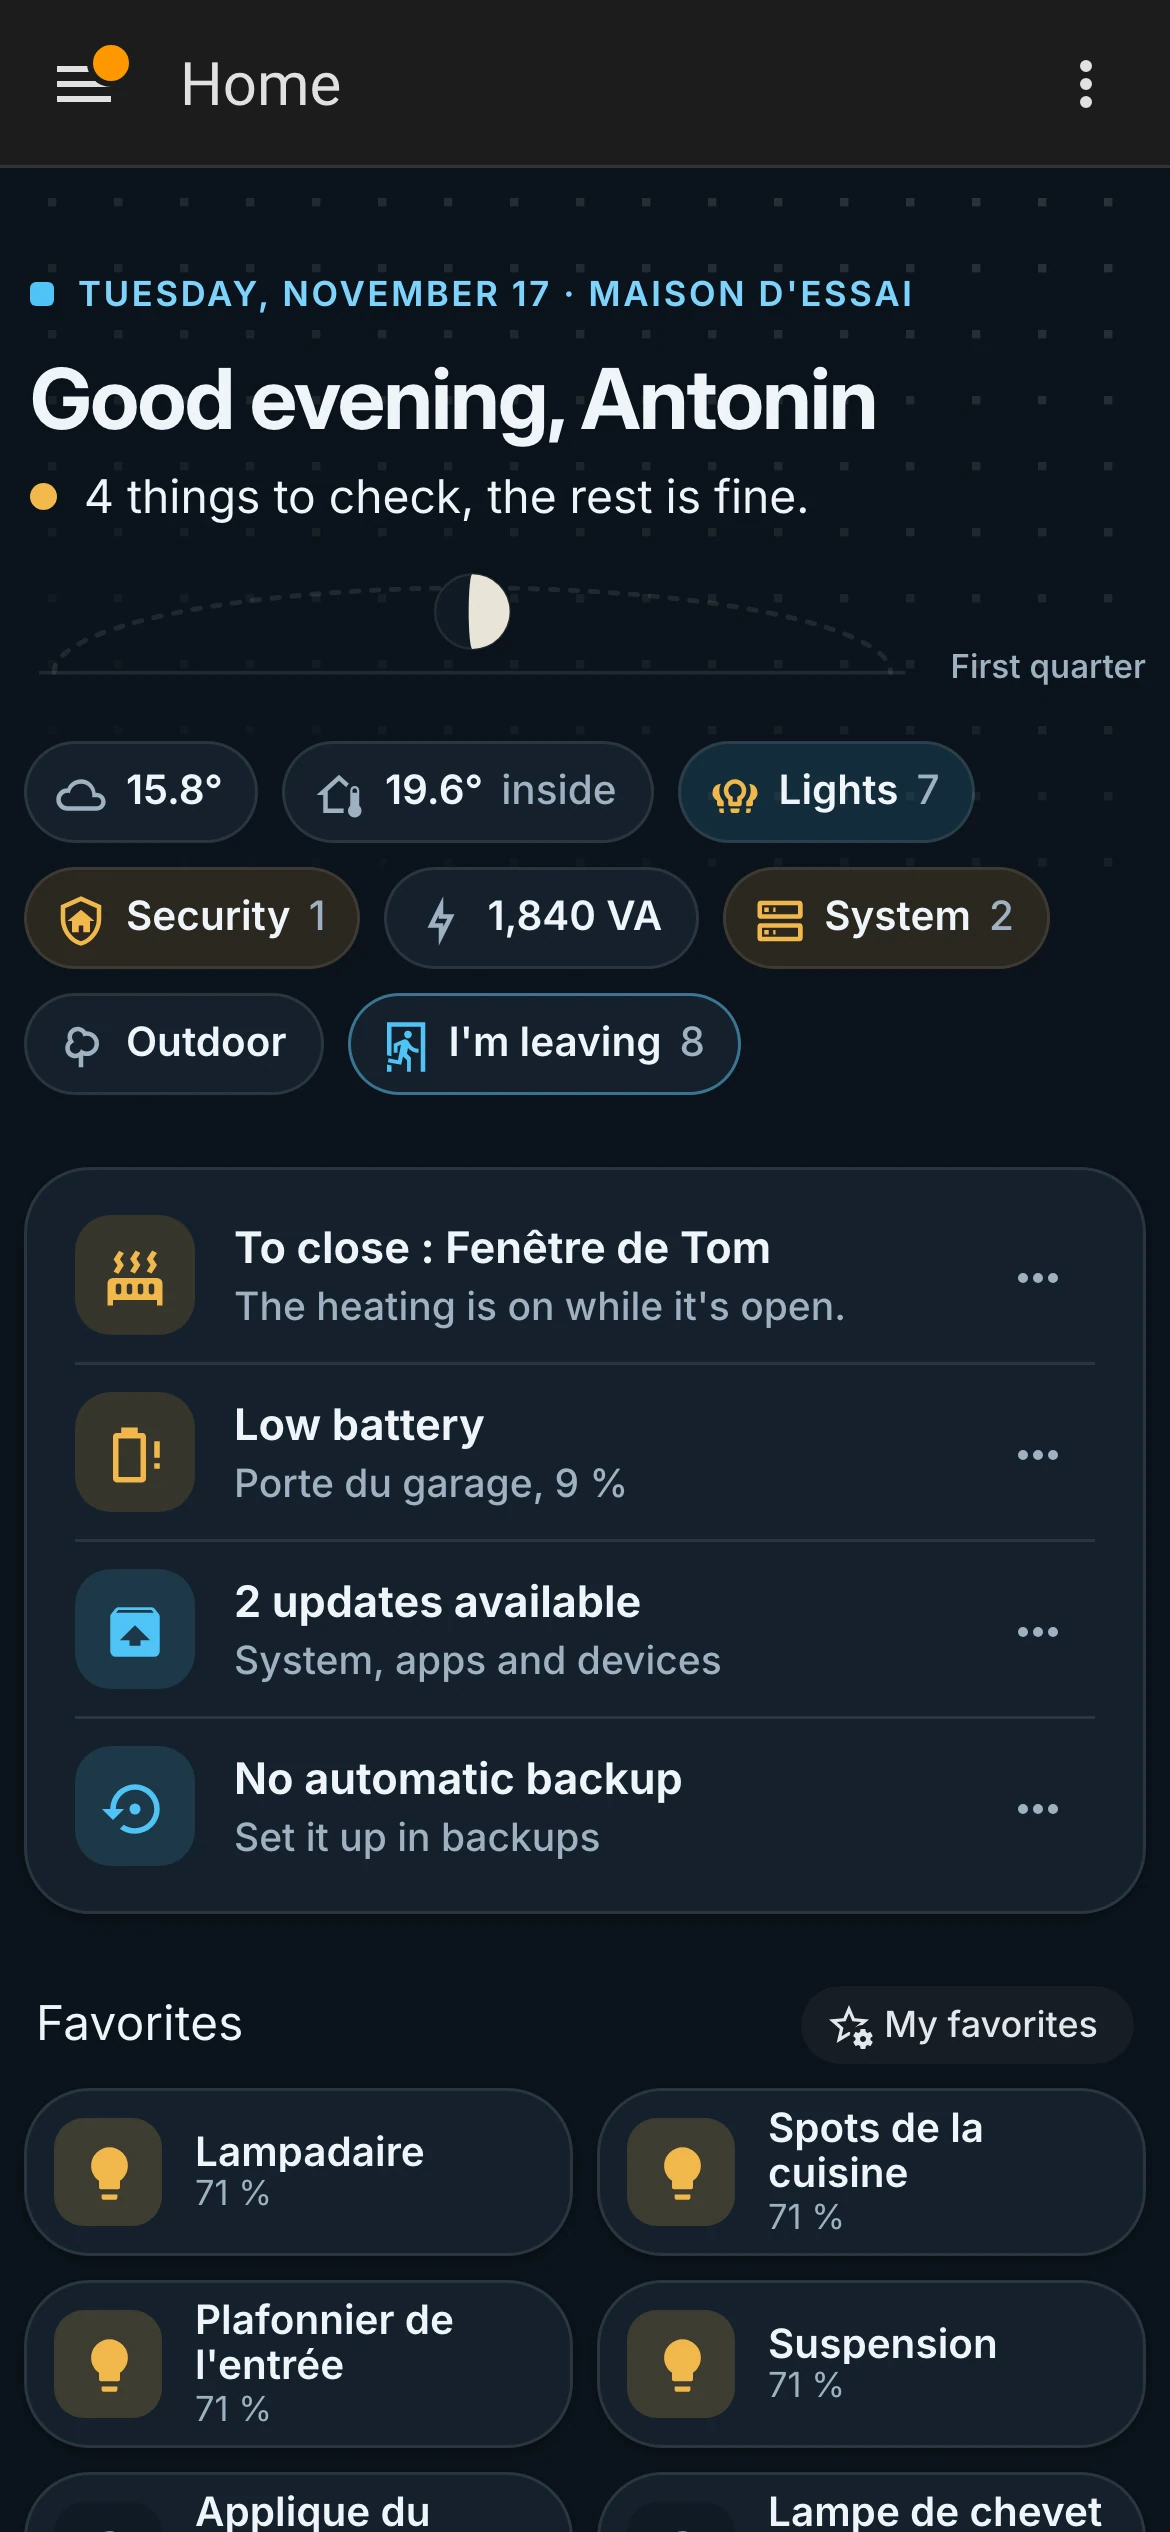 Home
TUESDAY, NOVEMBER 17 · MAISON D'ESSAI
Good evening, Antonin
4 things to check, the rest is fine.
First quarter
15.8°
19.6° inside
Lights 7
Security 1
1,840 VA
System 2
Outdoor
I'm leaving 8
To close : Fenêtre de Tom
The heating is on while it's open.
Low battery
Porte du garage, 9 %
2 updates available
System, apps and devices
No automatic backup
Set it up in backups
Favorites
My favorites
Lampadaire
71 %
Spots de la
cuisine
71 %
Plafonnier de
l'entrée
71 %
Suspension
71 %
Applique du
Lampe de chevet